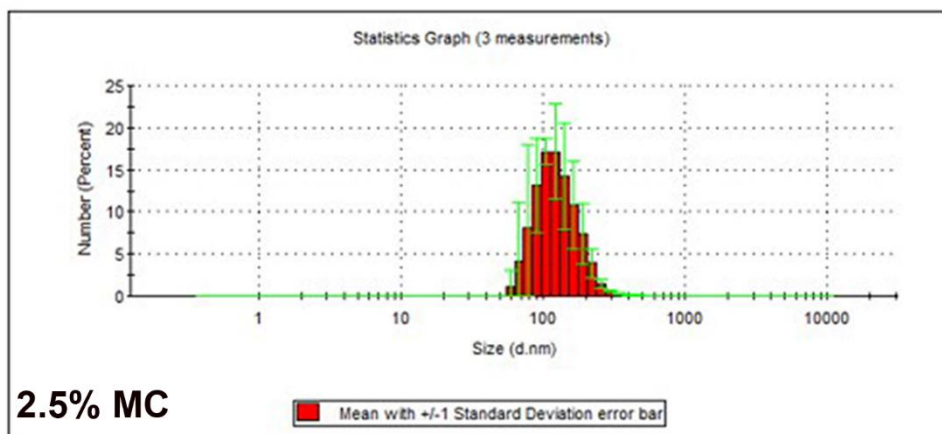 Statistics Graph (3 measurements)
25
20
15
10
5
0
Number (Percent)
1 10 100 1000 10000
Size (d.nm)
2.5% MC
Mean with +/-1 Standard Deviation error bar